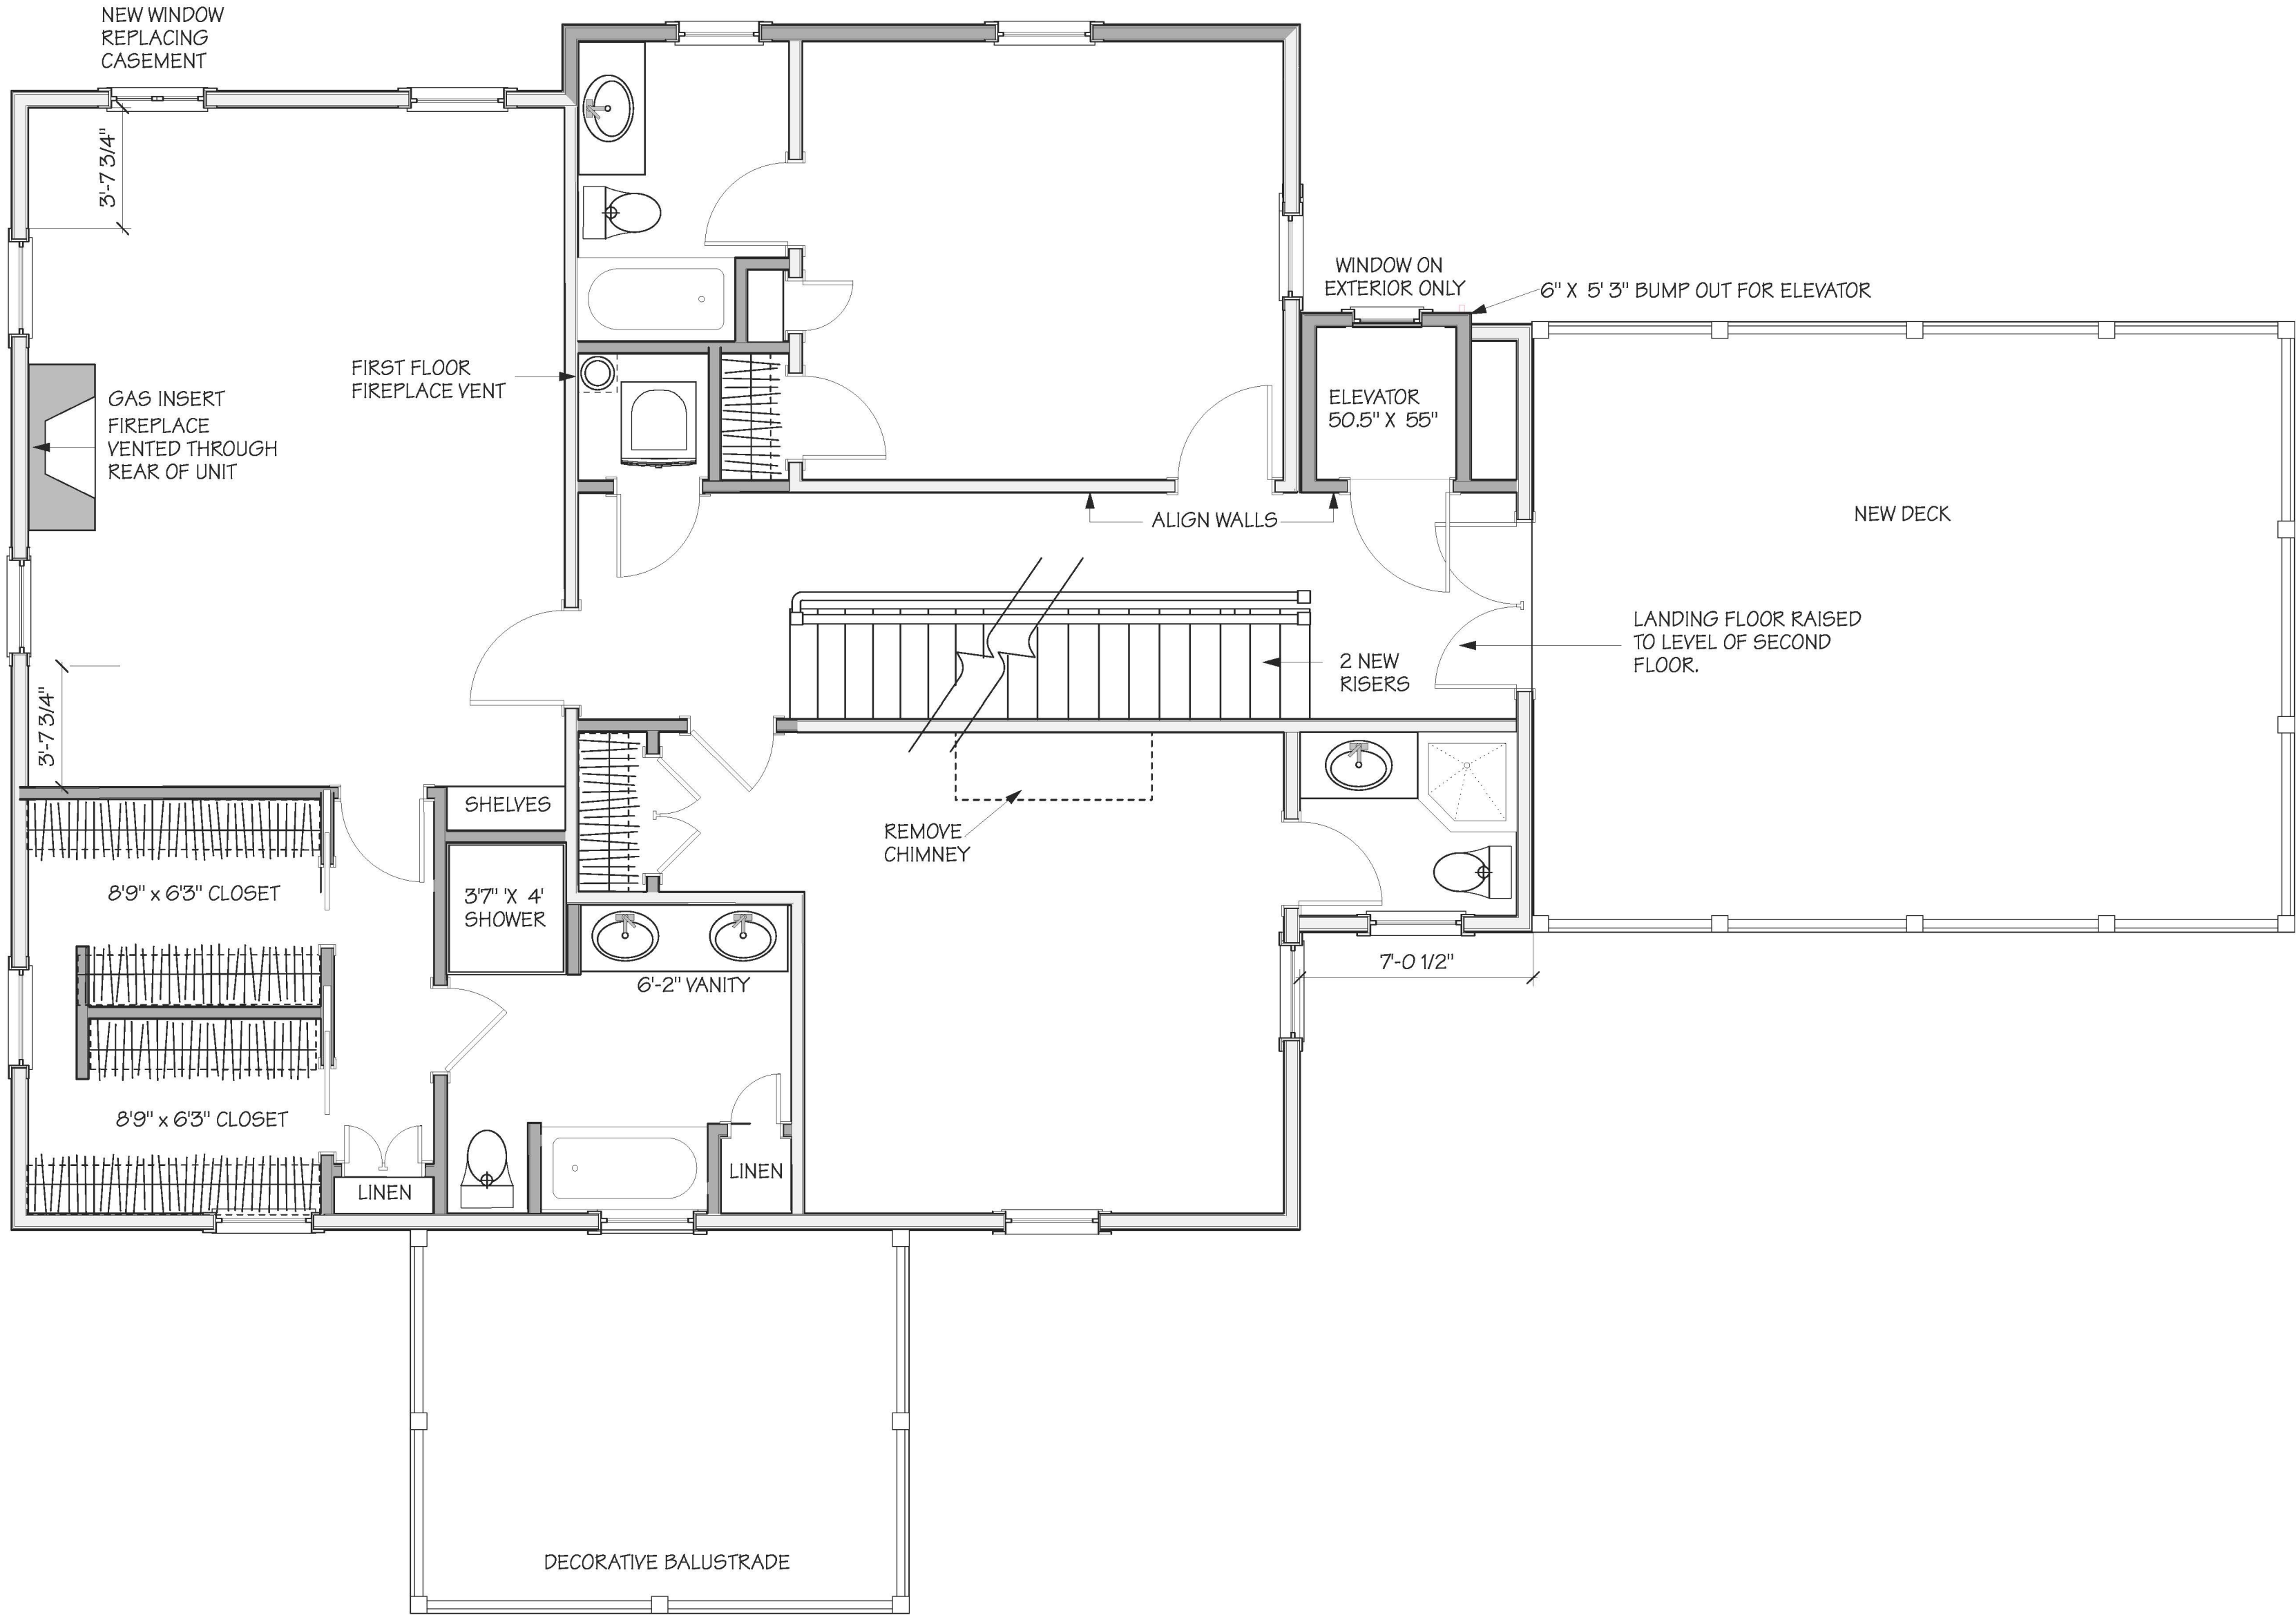 NEW WINDOW
REPLACING
CASEMENT
3'-7 3/4"
WINDOW ON
EXTERIOR ONLY
6" X 5' 3" BUMP OUT FOR ELEVATOR
FIRST FLOOR
FIREPLACE VENT
GAS INSERT
FIREPLACE
VENTED THROUGH
REAR OF UNIT
ELEVATOR
50.5" X 55"
ALIGN WALLS
NEW DECK
LANDING FLOOR RAISED
TO LEVEL OF SECOND
FLOOR.
2 NEW
RISERS
3'-7 3/4"
SHELVES
REMOVE
CHIMNEY
8'9" x 6'3" CLOSET
3'7" 'X 4'
SHOWER
7'-0 1/2"
6'-2" VANITY
8'9" x 6'3" CLOSET
LINEN
LINEN
DECORATIVE BALUSTRADE